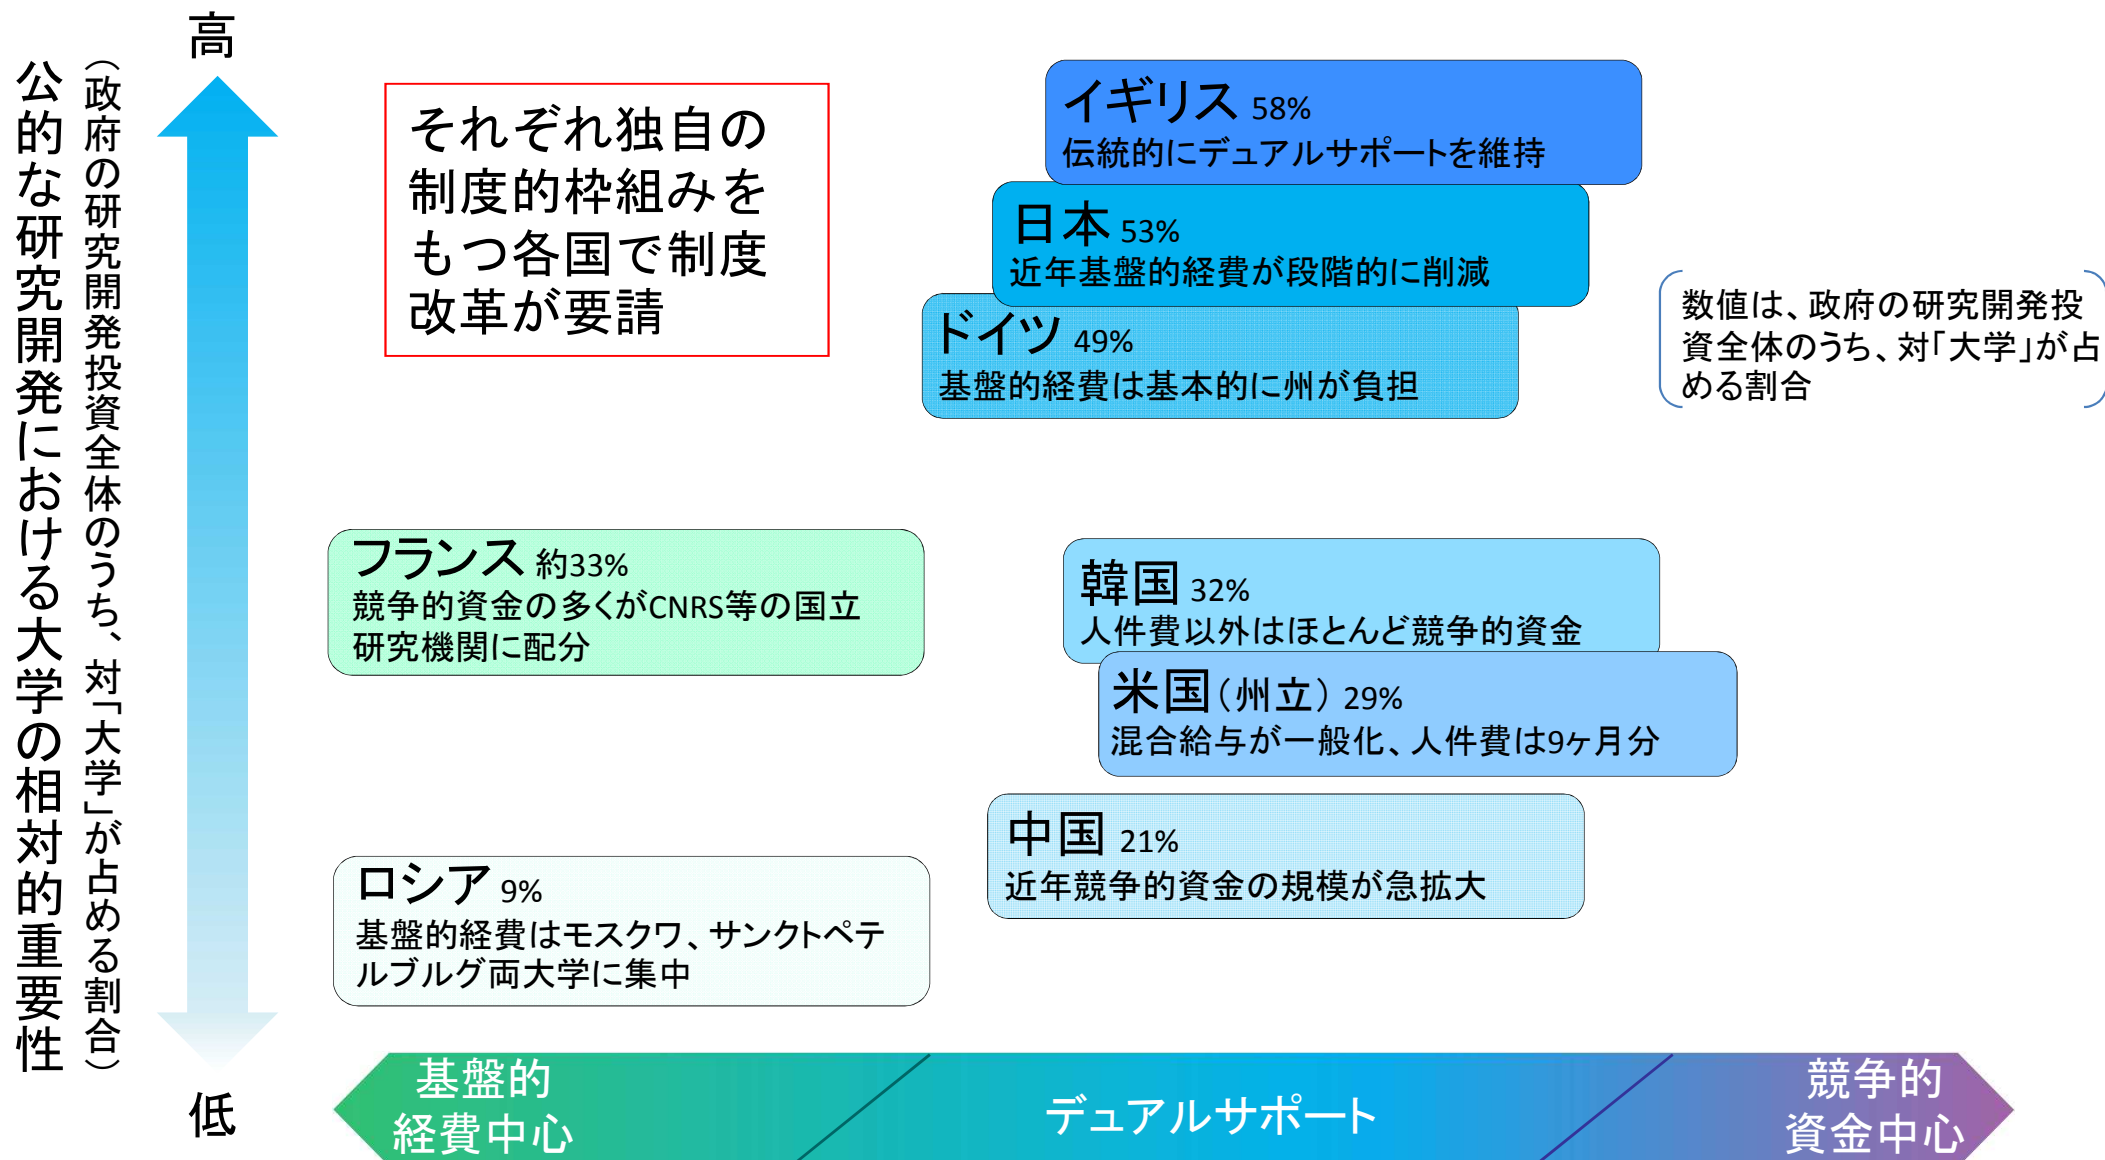 公的な研究開発における大学の相対的重要性
（政府の研究開発投資全体のうち、対「大学」が占める割合）
高
低
それぞれ独自の
制度的枠組みを
もつ各国で制度
改革が要請
イギリス 58%
伝統的にデュアルサポートを維持
日本 53%
近年基盤的経費が段階的に削減
ドイツ 49%
基盤的経費は基本的に州が負担
数値は、政府の研究開発投
資全体のうち、対「大学」が占
める割合
フランス 約33%
競争的資金の多くがCNRS等の国立
研究機関に配分
韓国 32%
人件費以外はほとんど競争的資金
米国（州立） 29%
混合給与が一般化、人件費は9ヶ月分
中国 21%
近年競争的資金の規模が急拡大
ロシア 9%
基盤的経費はモスクワ、サンクトペテ
ルブルグ両大学に集中
基盤的
経費中心
デュアルサポート
競争的
資金中心